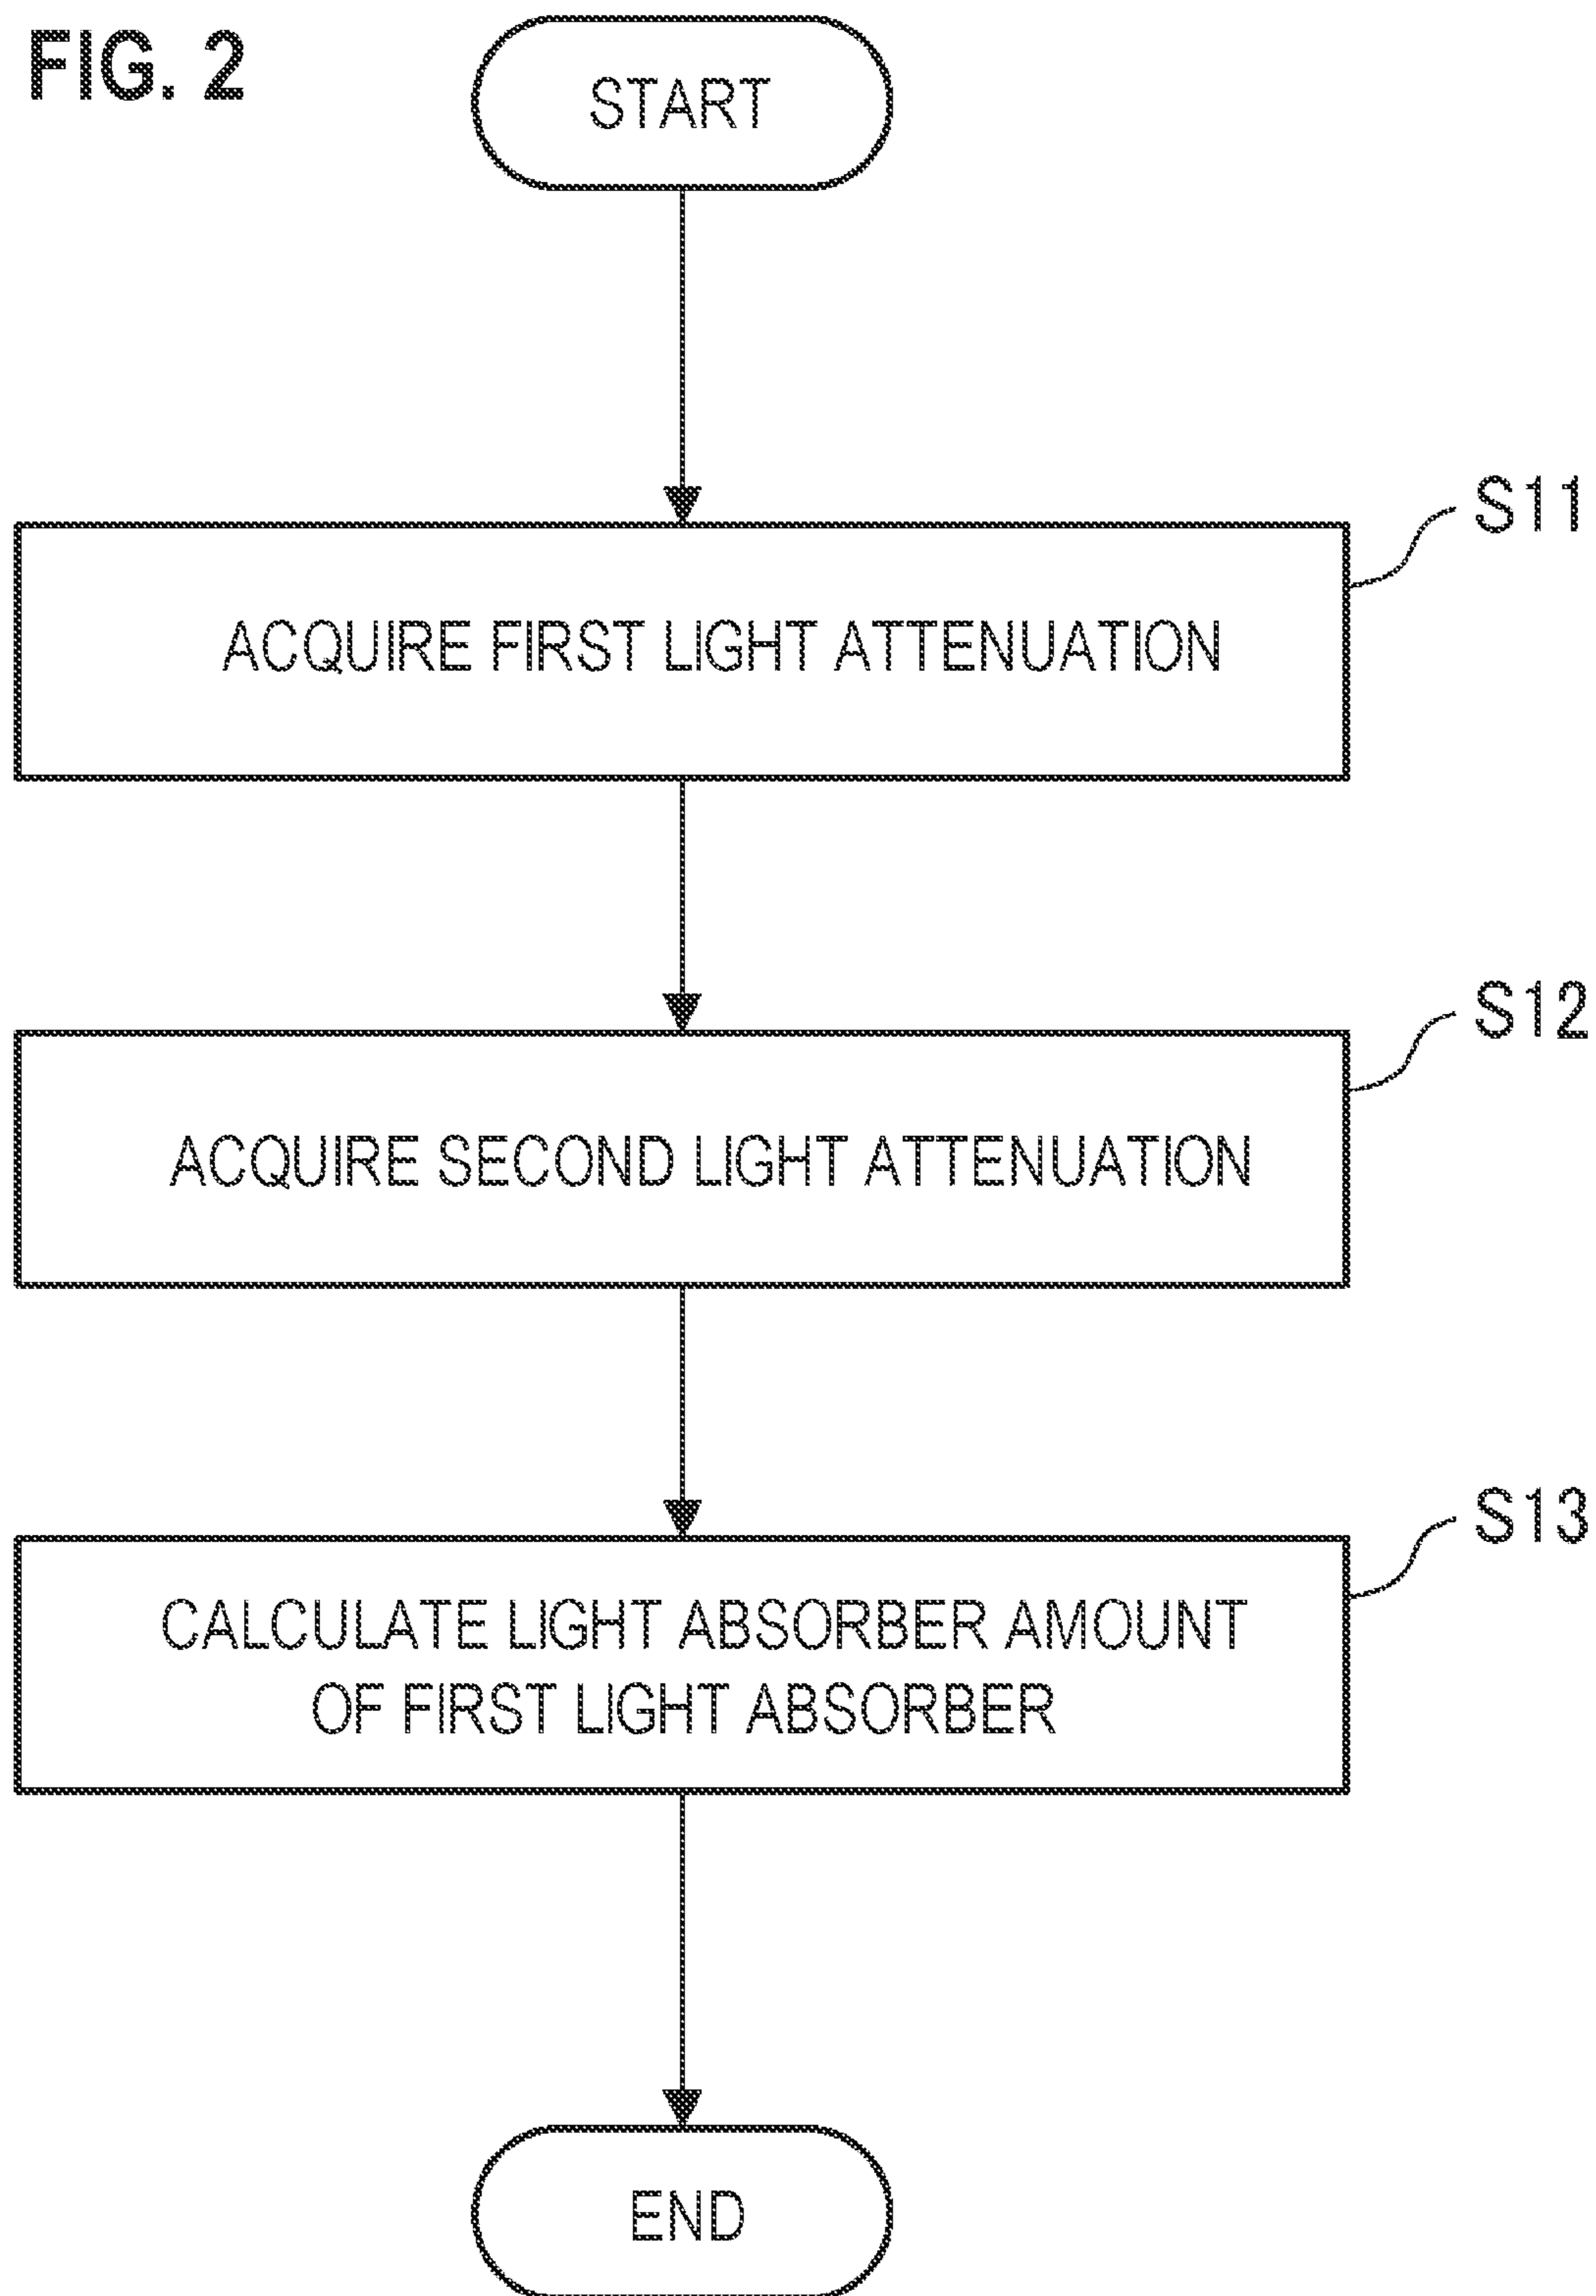 FIG. 2
START
S11
ACQUIRE FIRST LIGHT ATTENUATION
S12
ACQUIRE SECOND LIGHT ATTENUATION
S13
CALCULATE LIGHT ABSORBER AMOUNT
OF FIRST LIGHT ABSORBER
END